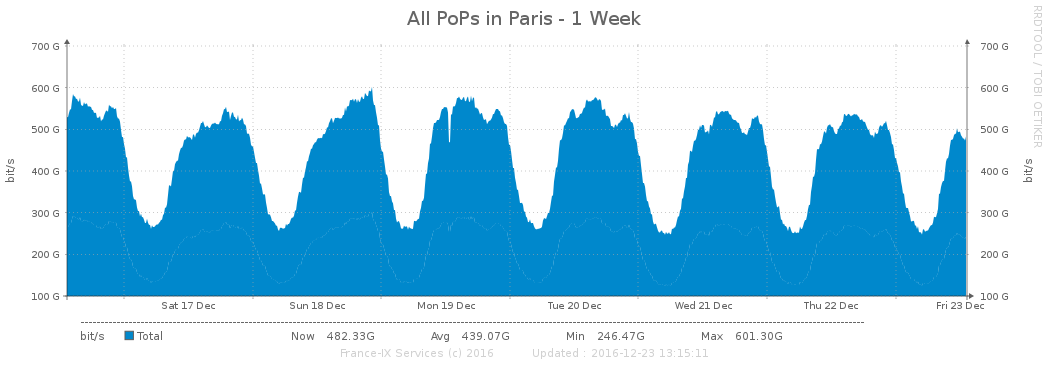 All PoPs in Paris - 1 Week
RRDTOOL / TOBI OETIKER
700 G 700 G
600 G 600 G
500 G 500 G
400 G 400 G
300 G 300 G
200 G 200 G
100 G 100 G
bit/s bit/s
Sat 17 Dec Sun 18 Dec Mon 19 Dec Tue 20 Dec Wed 21 Dec Thu 22 Dec Fri 23 Dec
bit/s Total Now 482.33G Avg 439.07G Min 246.47G Max 601.30G
France-IX Services (c) 2016 Updated : 2016-12-23 13:15:11